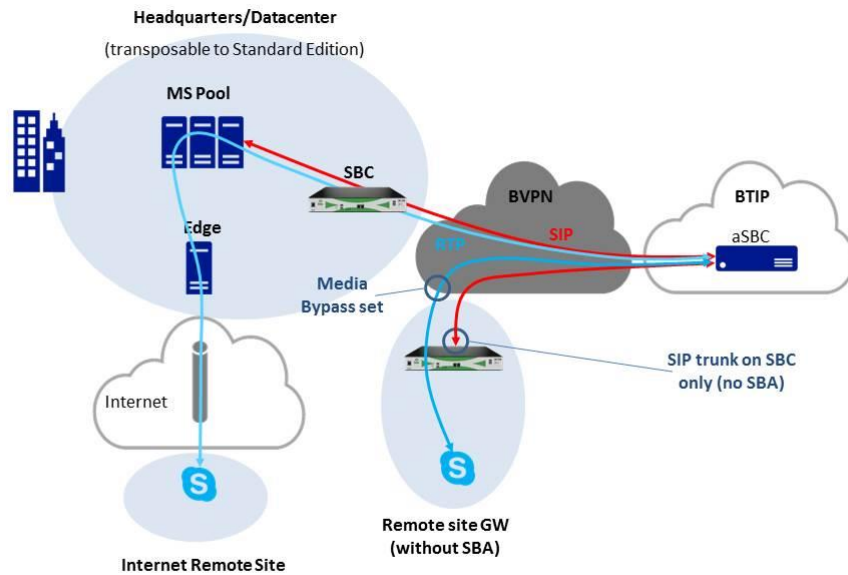 Headquarters/Datacenter
(transposable to Standard Edition)
MS Pool
SBC
BVPN
BTIP
Edge
RTP
SIP
aSBC
Media
Bypass set
SIP trunk on SBC
only (no SBA)
Internet
S
S
Remote site GW
(without SBA)
Internet Remote Site